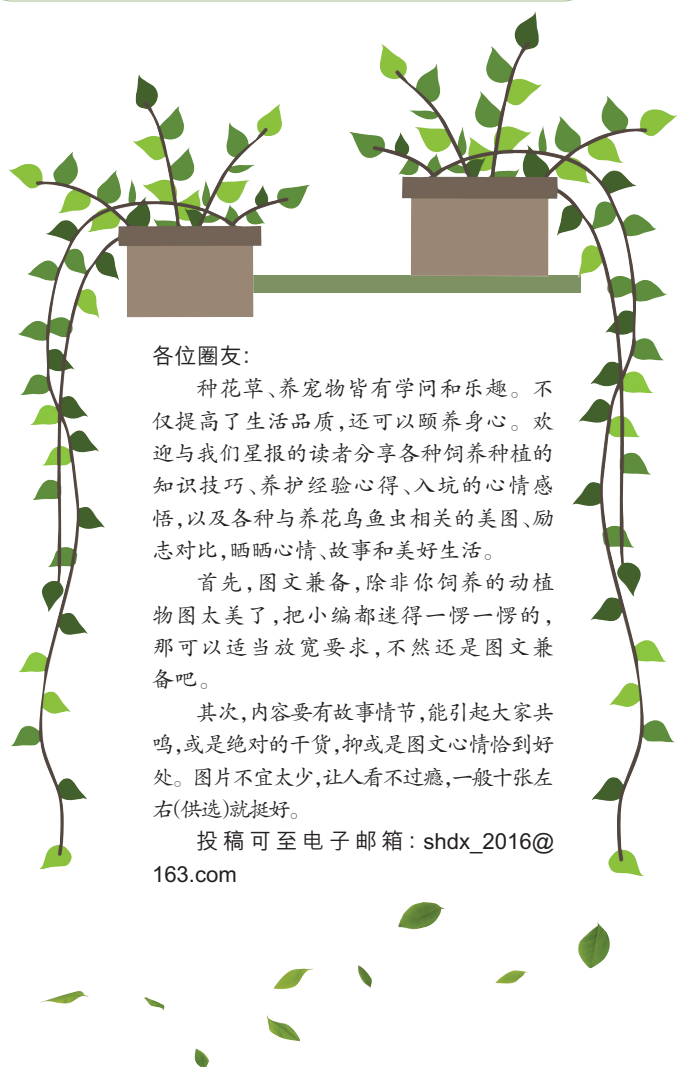 各位圈友:
种花草、养宠物皆有学问和乐趣。不
仅提高了生活品质,还可以颐养身心。欢
迎与我们星报的读者分享各种饲养种植的
知识技巧、养护经验心得、入坑的心情感
悟,以及各种与养花鸟鱼虫相关的美图、励
志对比,晒晒心情、故事和美好生活。
首先,图文兼备,除非你饲养的动植
物图太美了,把小编都迷得一愣一愣的,
那可以适当放宽要求,不然还是图文兼
备吧。
其次,内容要有故事情节,能引起大家共
鸣,或是绝对的干货,抑或是图文心情恰到好
处。图片不宜太少,让人看不过瘾,一般十张左
右(供选)就挺好。
投稿可至电子邮箱: shdx_2016@
163.com